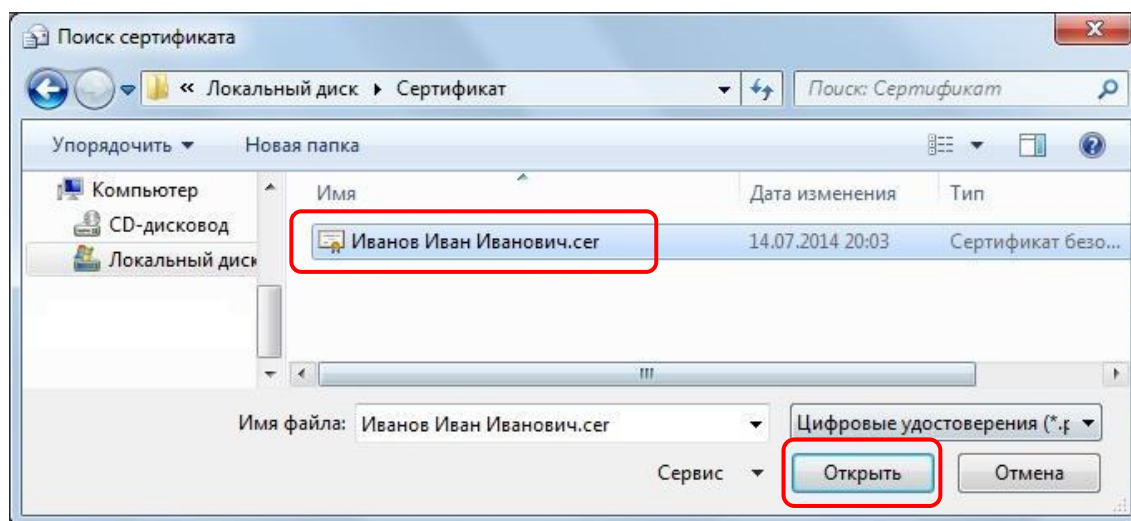 Поиск сертификата
« Локальный диск Сертификат Поиск: Сертификат
Упорядочить Новая папка
Компьютер
CD-дисковод
Локальный диск
Имя Дата изменения Тип
Иванов Иван Иванович.cer 14.07.2014 20:03 Сертификат безо...
Имя файла: Иванов Иван Иванович.cer Цифровые удостоверения (*.p
Сервис Открыть Отмена